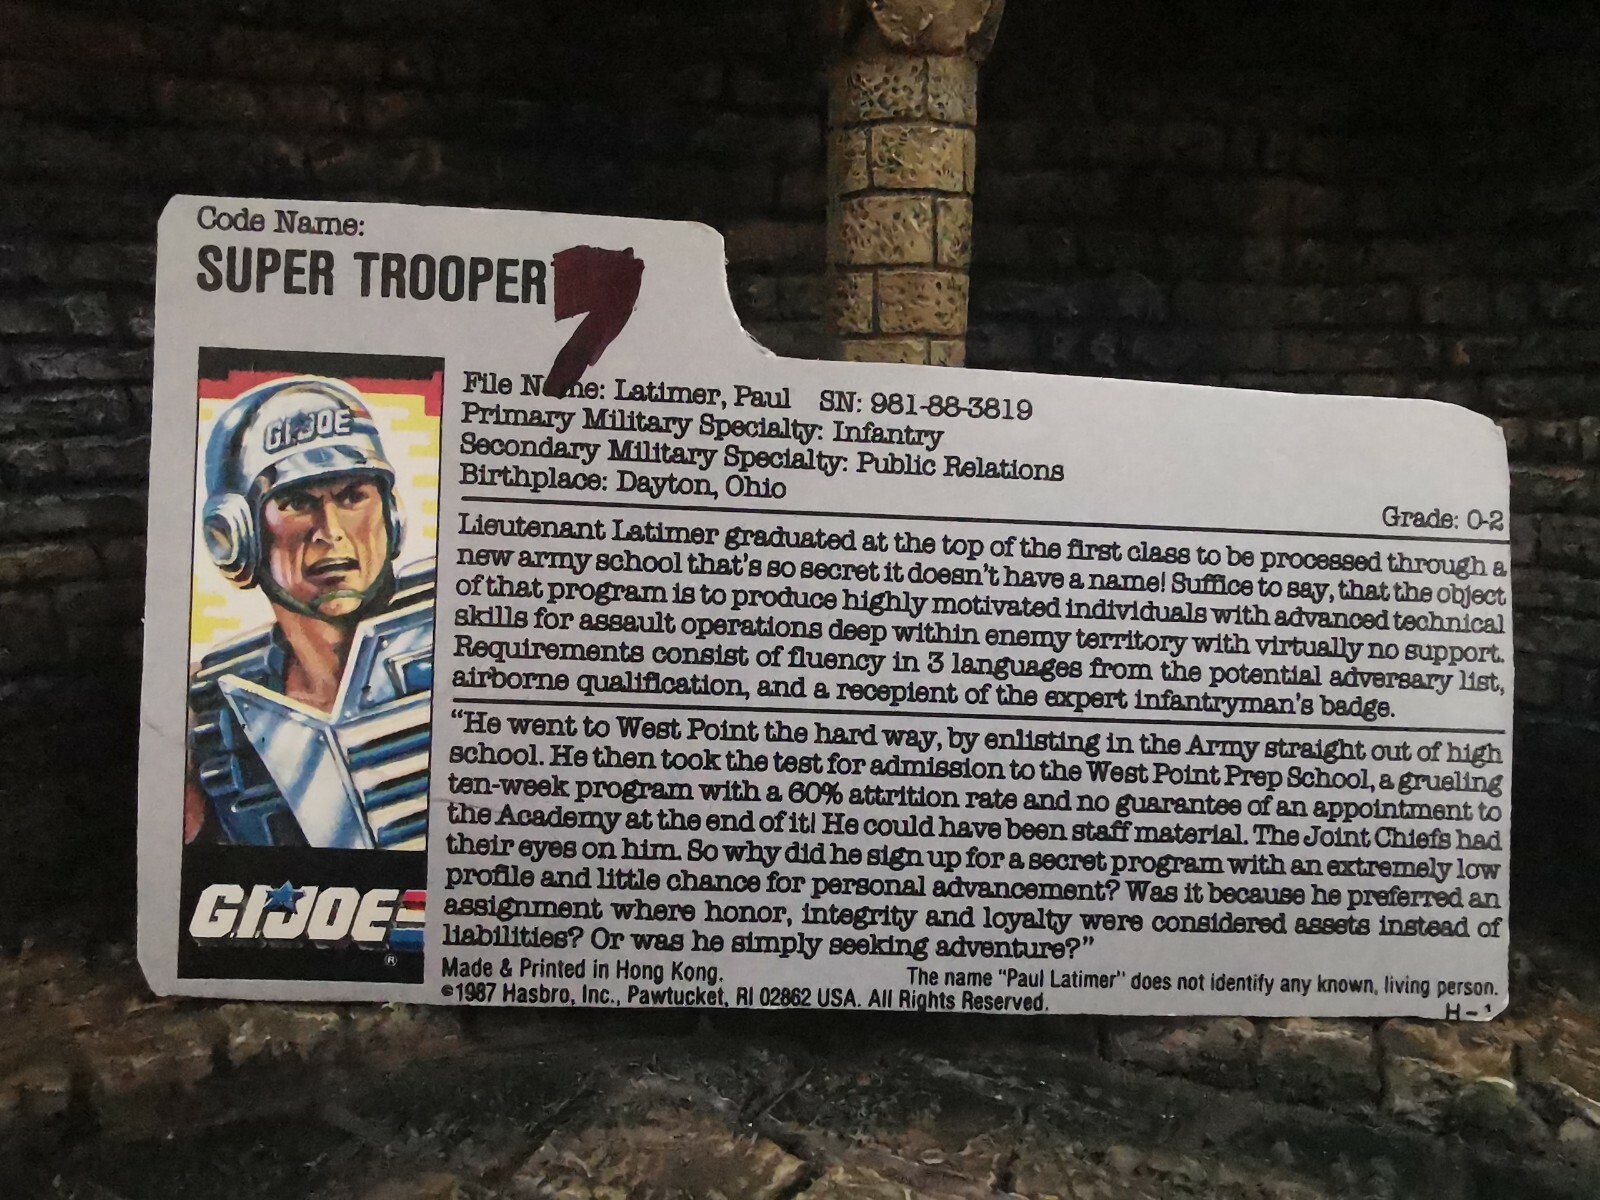 Code Name:
SUPER TROOPER
File Name: Latimer, Paul SN: 981-88-3819
Primary Military Specialty: Infantry
Secondary Military Specialty: Public Relations
Birthplace: Dayton, Ohio
Grade: O-2
GI JOE
Lieutenant Latimer graduated at the top of the first class to be processed through a
new army school that's so secret it doesn't have a name! Suffice to say, that the object
of that program is to produce highly motivated individuals with advanced technical
skills for assault operations deep within enemy territory with virtually no support.
Requirements consist of fluency in 3 languages from the potential adversary list,
airborne qualification, and a recepient of the expert infantryman's badge.
"He went to West Point the hard way, by enlisting in the Army straight out of high
school. He then took the test for admission to the West Point Prep School, a grueling
ten-week program with a 60% attrition rate and no guarantee of an appointment to
the Academy at the end of it! He could have been staff material. The Joint Chiefs had
their eyes on him. So why did he sign up for a secret program with an extremely low
profile and little chance for personal advancement? Was it because he preferred an
assignment where honor, integrity and loyalty were considered assets instead of
liabilities? Or was he simply seeking adventure?"
G.I. JOE ®
Made & Printed in Hong Kong. The name "Paul Latimer" does not identify any known, living person.
©1987 Hasbro, Inc., Pawtucket, RI 02862 USA. All Rights Reserved.
H-1